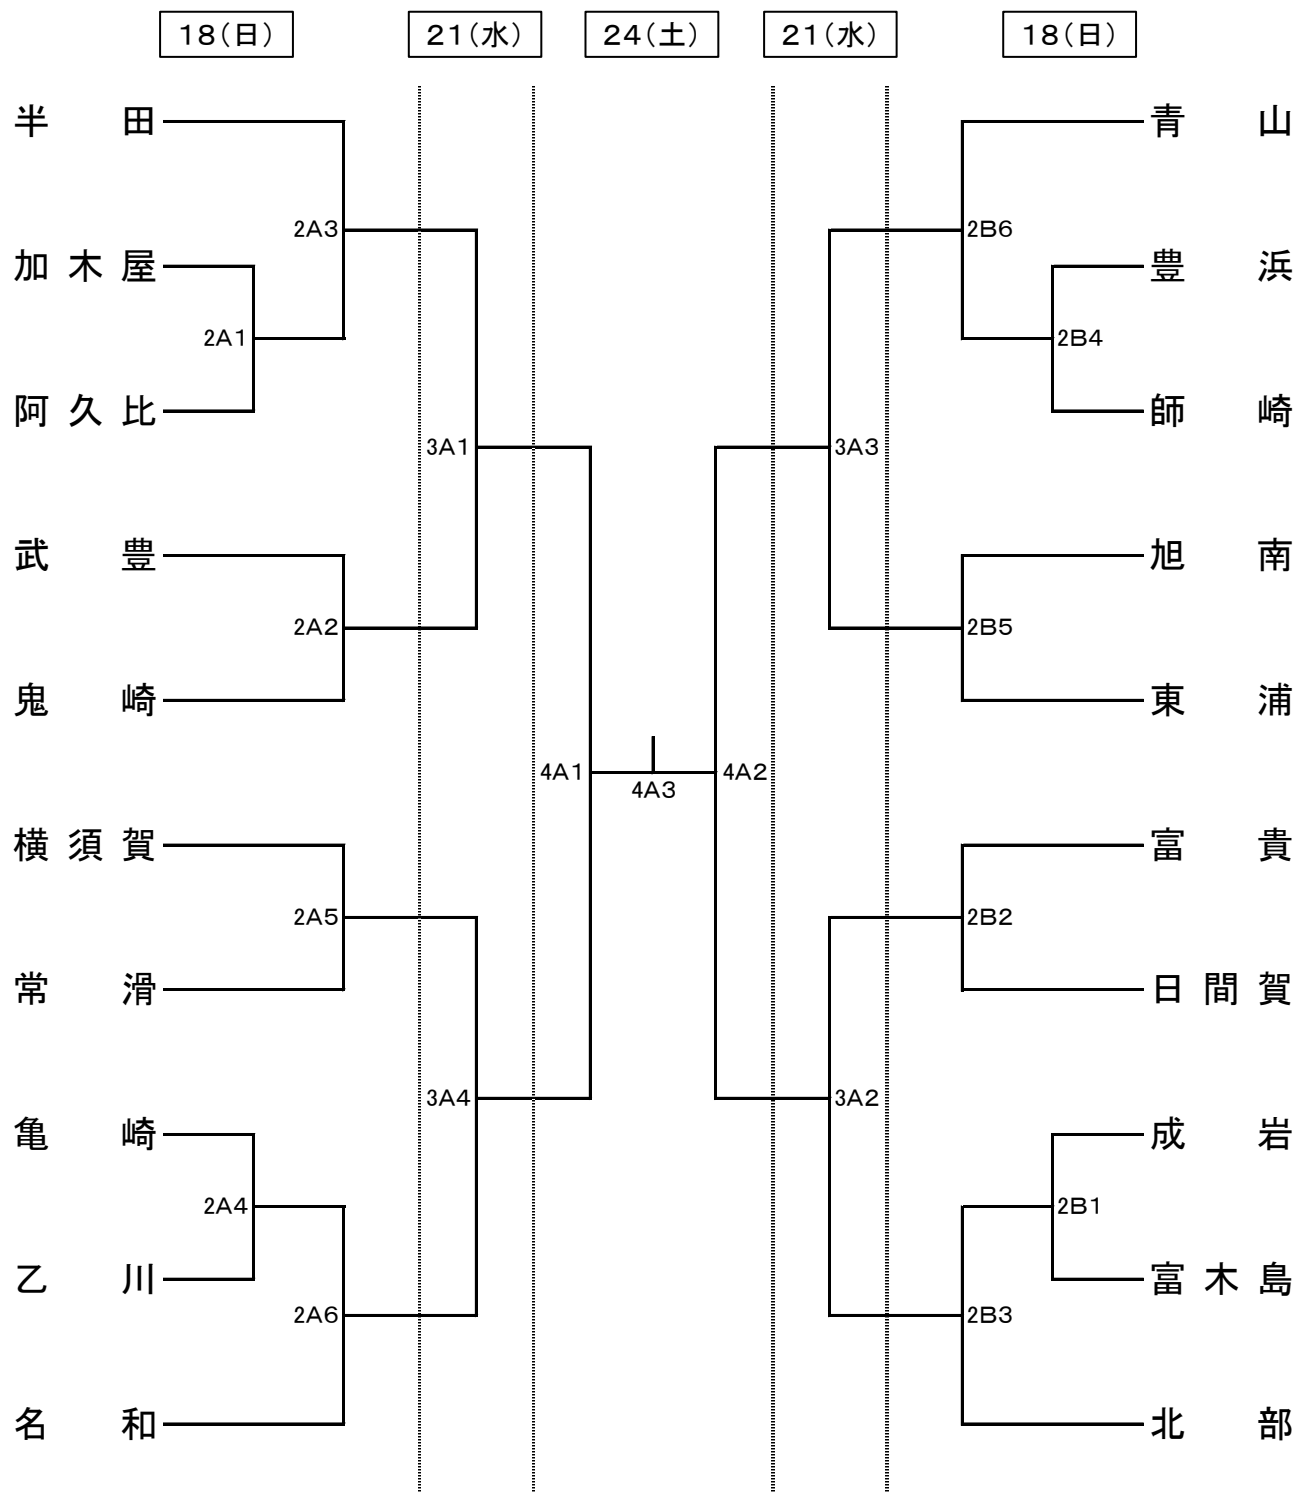 18(日) 21(水) 24(土) 21(水) 18(日)
半田 青山
2A3 2B6
加木屋 豊浜
2A1 2B4
阿久比 師崎
3A1 3A3
武豊 旭南
2A2 2B5
鬼崎 東浦
4A1 4A2
4A3
横須賀 富貴
2A5 2B2
常滑 日間賀
3A4 3A2
亀崎 成岩
2A4 2B1
乙川 富木島
2A6 2B3
名和 北部